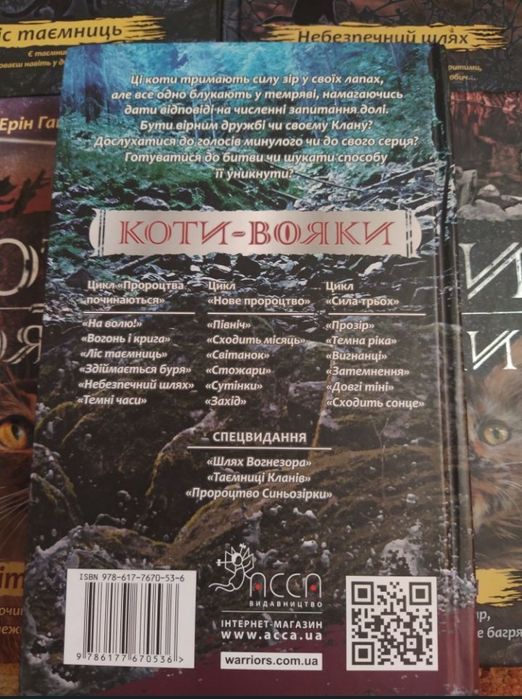 іс таємниць
Небезпечний шлях
Ерін Га
Ці коти тримають силу зір у своїх лапах,
але все одно блукають у темряві, намагаючись
дати відповіді на численні запитання долі.
Бути вірним дружбі чи своєму Клану?
Дослухатися до голосів минулого чи до свого серця?
Готуватися до битви чи шукати способу
її уникнути?
КОТИ-ВОЯКИ
Цикл «Пророцтва
починаються»
«На волю!»
«Вогонь і крига»
«Ліс таємниць»
«Здіймається буря»
«Небезпечний шлях»
«Темні часи»
Цикл
«Нове пророцтво»
«Північ»
«Сходить місяць»
«Світанок»
«Стожари»
«Сутінки»
«Захід»
Цикл
«Сила трьох»
«Прозір»
«Темна ріка»
«Вигнанці»
«Затемнення»
«Довгі тіні»
«Сходить сонце»
СПЕЦВИДАННЯ
«Шлях Вогнезора»
«Таємниці Кланів»
«Пророцтво Синьозірки»
ISBN 978-617-7670-53-6
9 786177 670536 >
АССА
ВИДАВНИЦТВО
ІНТЕРНЕТ-МАГАЗИН
www.acca.ua
warriors.com.ua